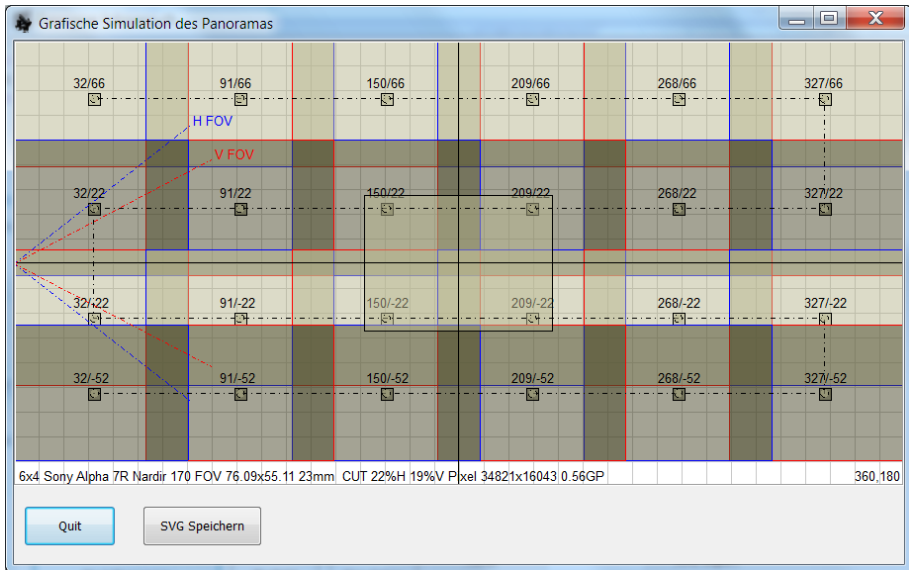 Grafische Simulation des Panoramas
32/66 91/66 150/66 209/66 268/66 327/66
H FOV
V FOV
32/22 91/22 150/22 209/22 268/22 327/22
32/-22 91/-22 150/-22 209/-22 268/-22 327/-22
32/-52 91/-52 150/-52 209/-52 268/-52 327/-52
6x4 Sony Alpha 7R Nardir 170 FOV 76.09x55.11 23mm CUT 22%H 19%V Pixel 34821x16043 0.56GP 360,180
Quit SVG Speichern